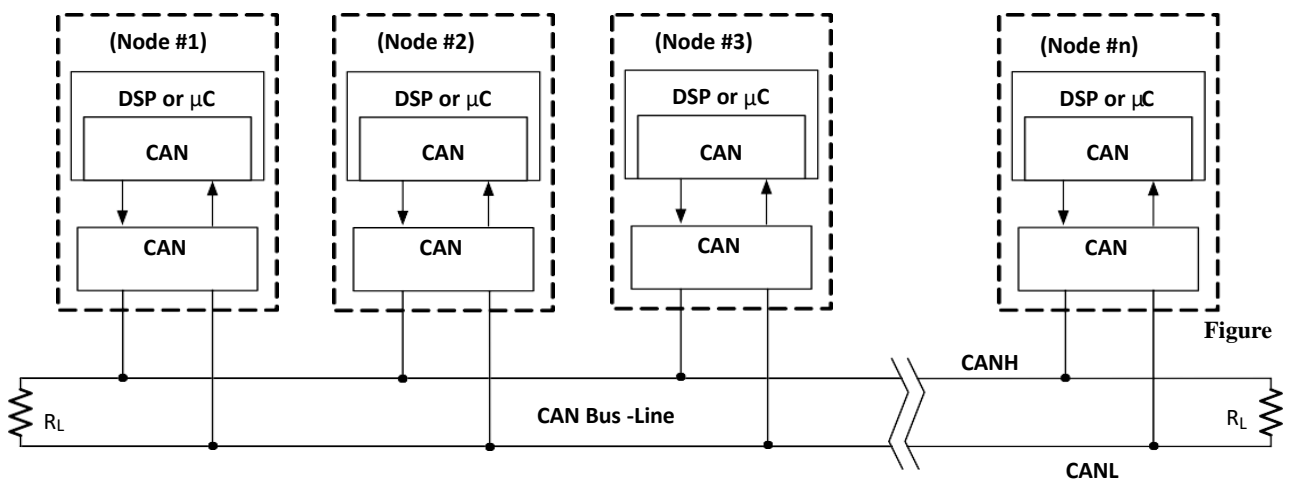 (Node #1)
(Node #2)
(Node #3)
(Node #n)
DSP or μC
DSP or μC
DSP or μC
DSP or μC
CAN
CAN
CAN
CAN
CAN
CAN
CAN
CAN
Figure
CANH
RL
CAN Bus -Line
RL
CANL